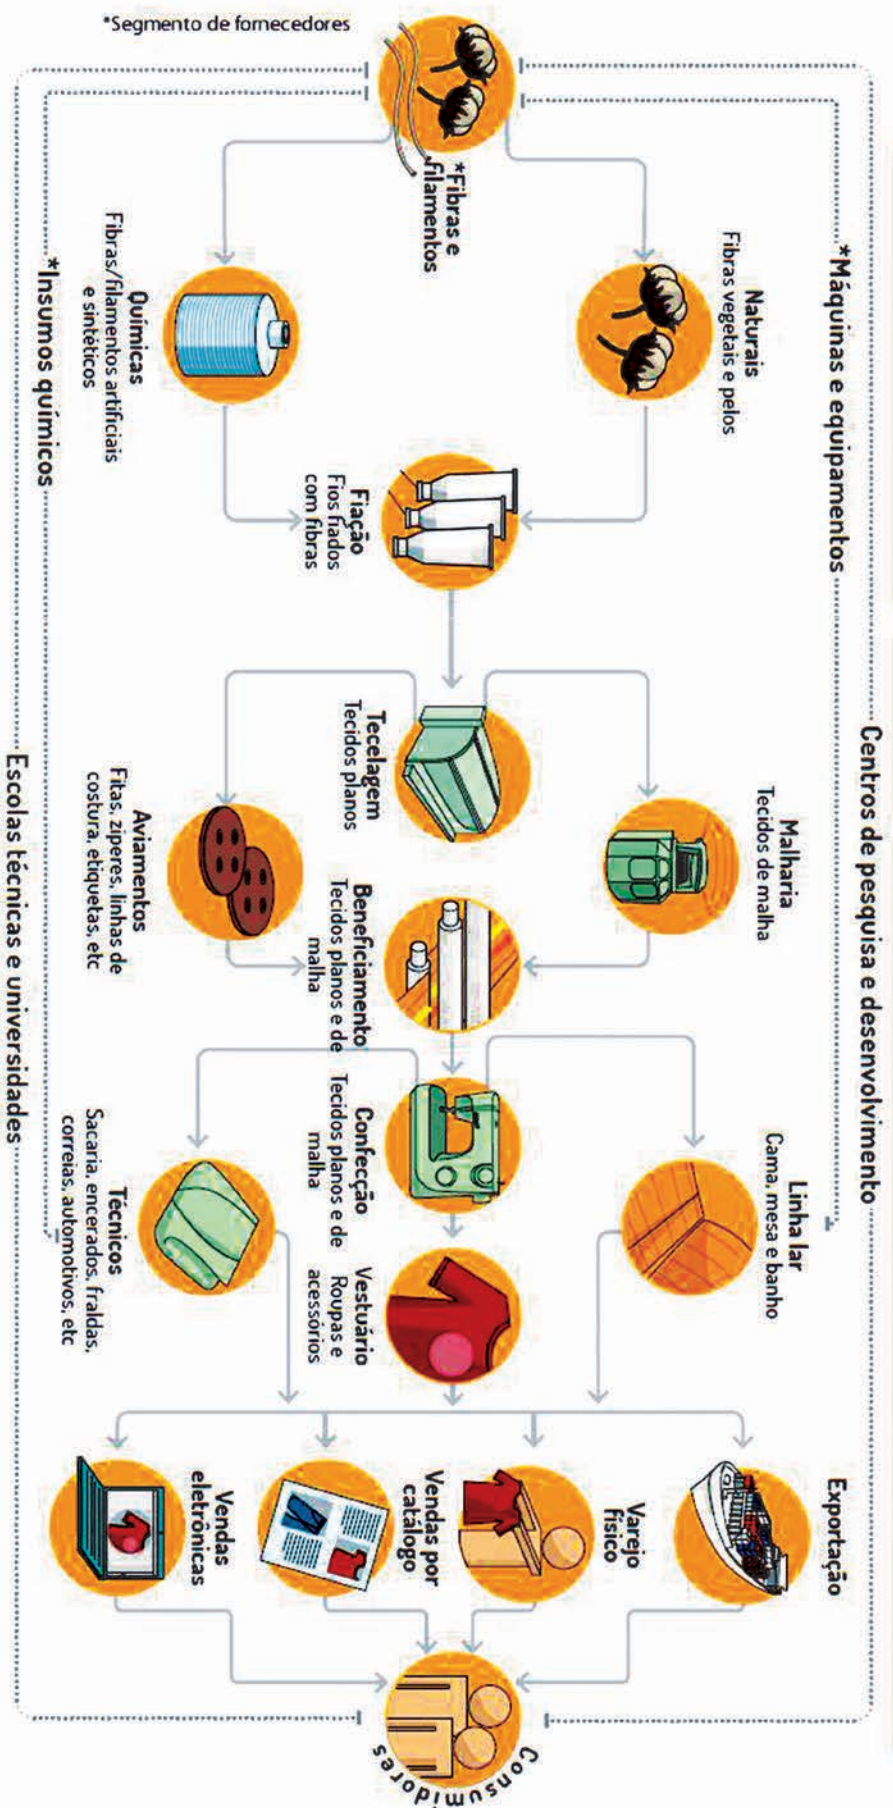 Centros de pesquisa e desenvolvimento
*Máquinas e equipamentos
Naturais
Fibras vegetais e pelos
Malharia
Tecidos de malha
Linha lar
Cama, mesa e banho
Exportação
*Segmento de fornecedores
*Fibras e
filamentos
Fiação
Fios fiados
com fibras
Tecelagem
Tecidos planos
Beneficiamento
Tecidos planos e de
malha
Confecção
Tecidos planos e de
malha
Vestuário
Roupas e
acessórios
Varejo
físico
Vendas por
catálogo
Consumidores
Químicas
Fibras/filamentos artificiais
e sintéticos
Aviamentos
Fitas, zíperes, linhas de
costura, etiquetas, etc
Técnicos
Sacaria, encerados, fraldas,
correias, automotivos, etc
Vendas
eletrônicas
*Insumos químicos
Escolas técnicas e universidades